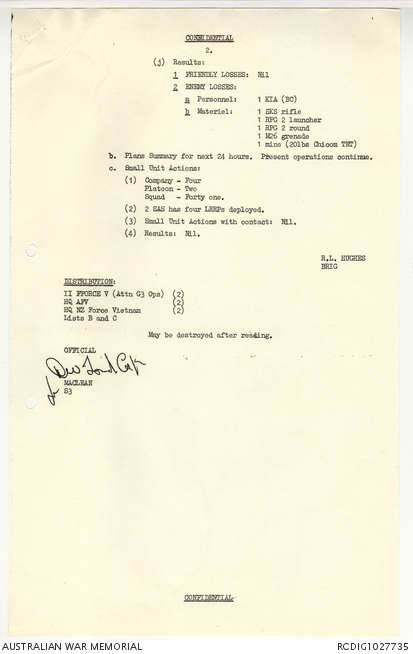 CONFIDENTIAL
2.
(j) Results:
1 FRIENDLY LOSSES: Nil
2 ENEMY LOSSES:
a Personnel: 1 KIA (BC)
b Materiel: 1 SKS rifle
1 RPG 2 launcher
1 RPG 2 round
1 M26 grenade
1 mine (20lbs Chicom TNT)
b. Plans Summary for next 24 hours. Present operations continue.
c. Small Unit Actions:
(1) Company - Four
Platoon - Two
Squad - Forty one.
(2) 2 SAS has four LRRPs deployed.
(3) Small Unit Actions with contact: Nil.
(4) Results: Nil.
R.L. HUGHES
BRIG
DISTRIBUTION:
II FFORCE V (Attn G3 Ops) (2)
HQ AFV (2)
HQ NZ Force Vietnam (2)
Lists B and C
May be destroyed after reading.
OFFICIAL
MACLEAN
S3
CONFIDENTIAL
AUSTRALIAN WAR MEMORIAL
RCDIG1027735